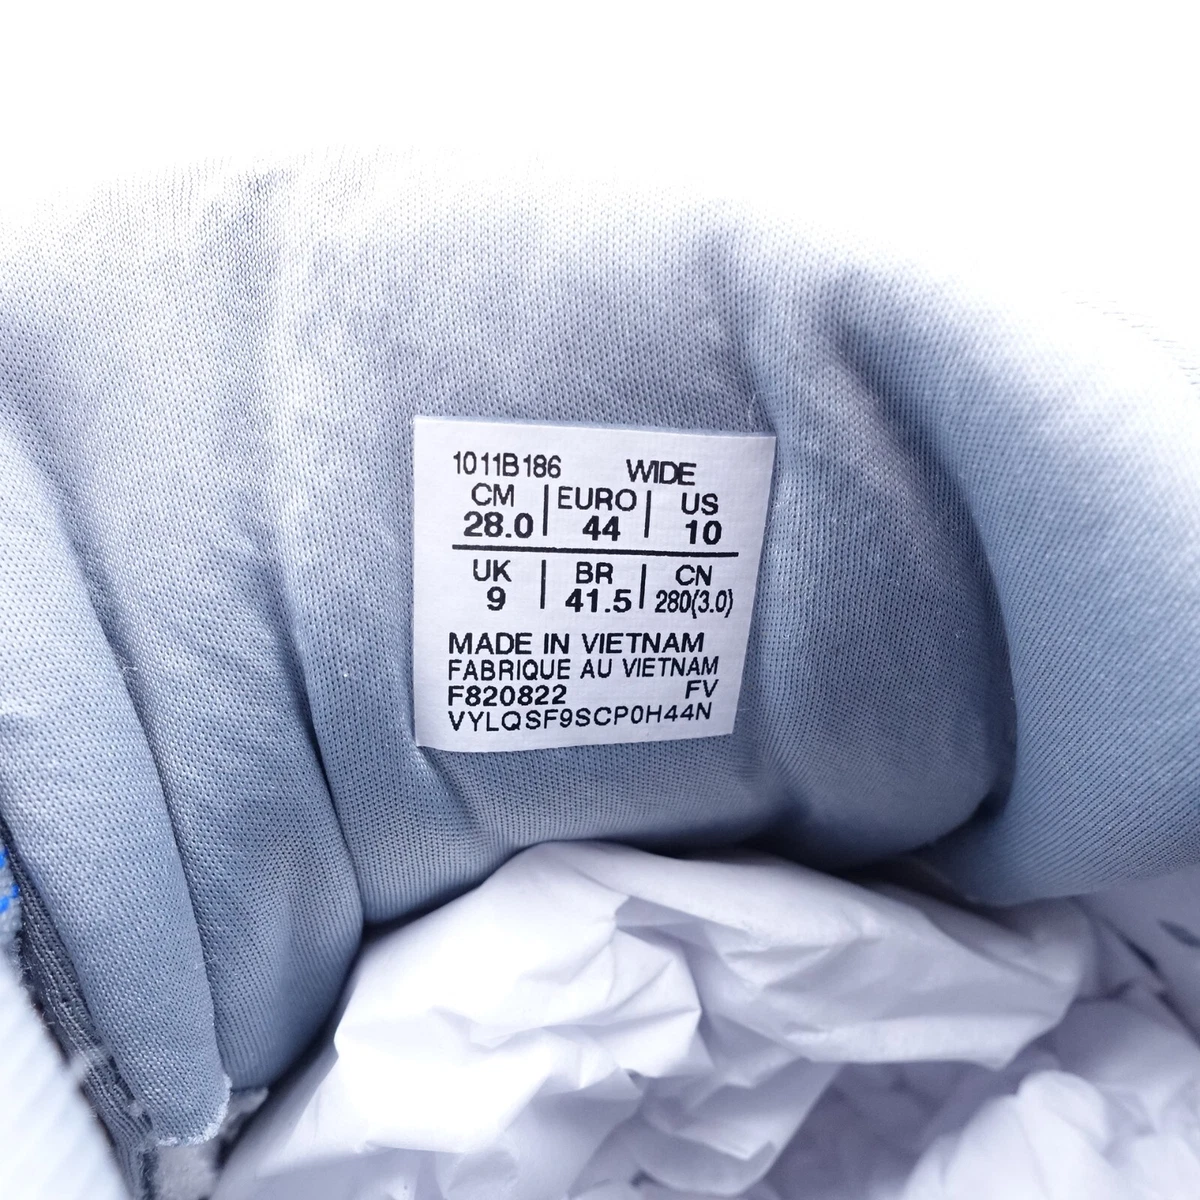 1011B186 WIDE
CM | EURO | US
28.0 | 44 | 10
UK | BR | CN
9 | 41.5 | 280(3.0)
MADE IN VIETNAM
FABRIQUE AU VIETNAM
F820822 FV
VYLQSF9SCP0H44N